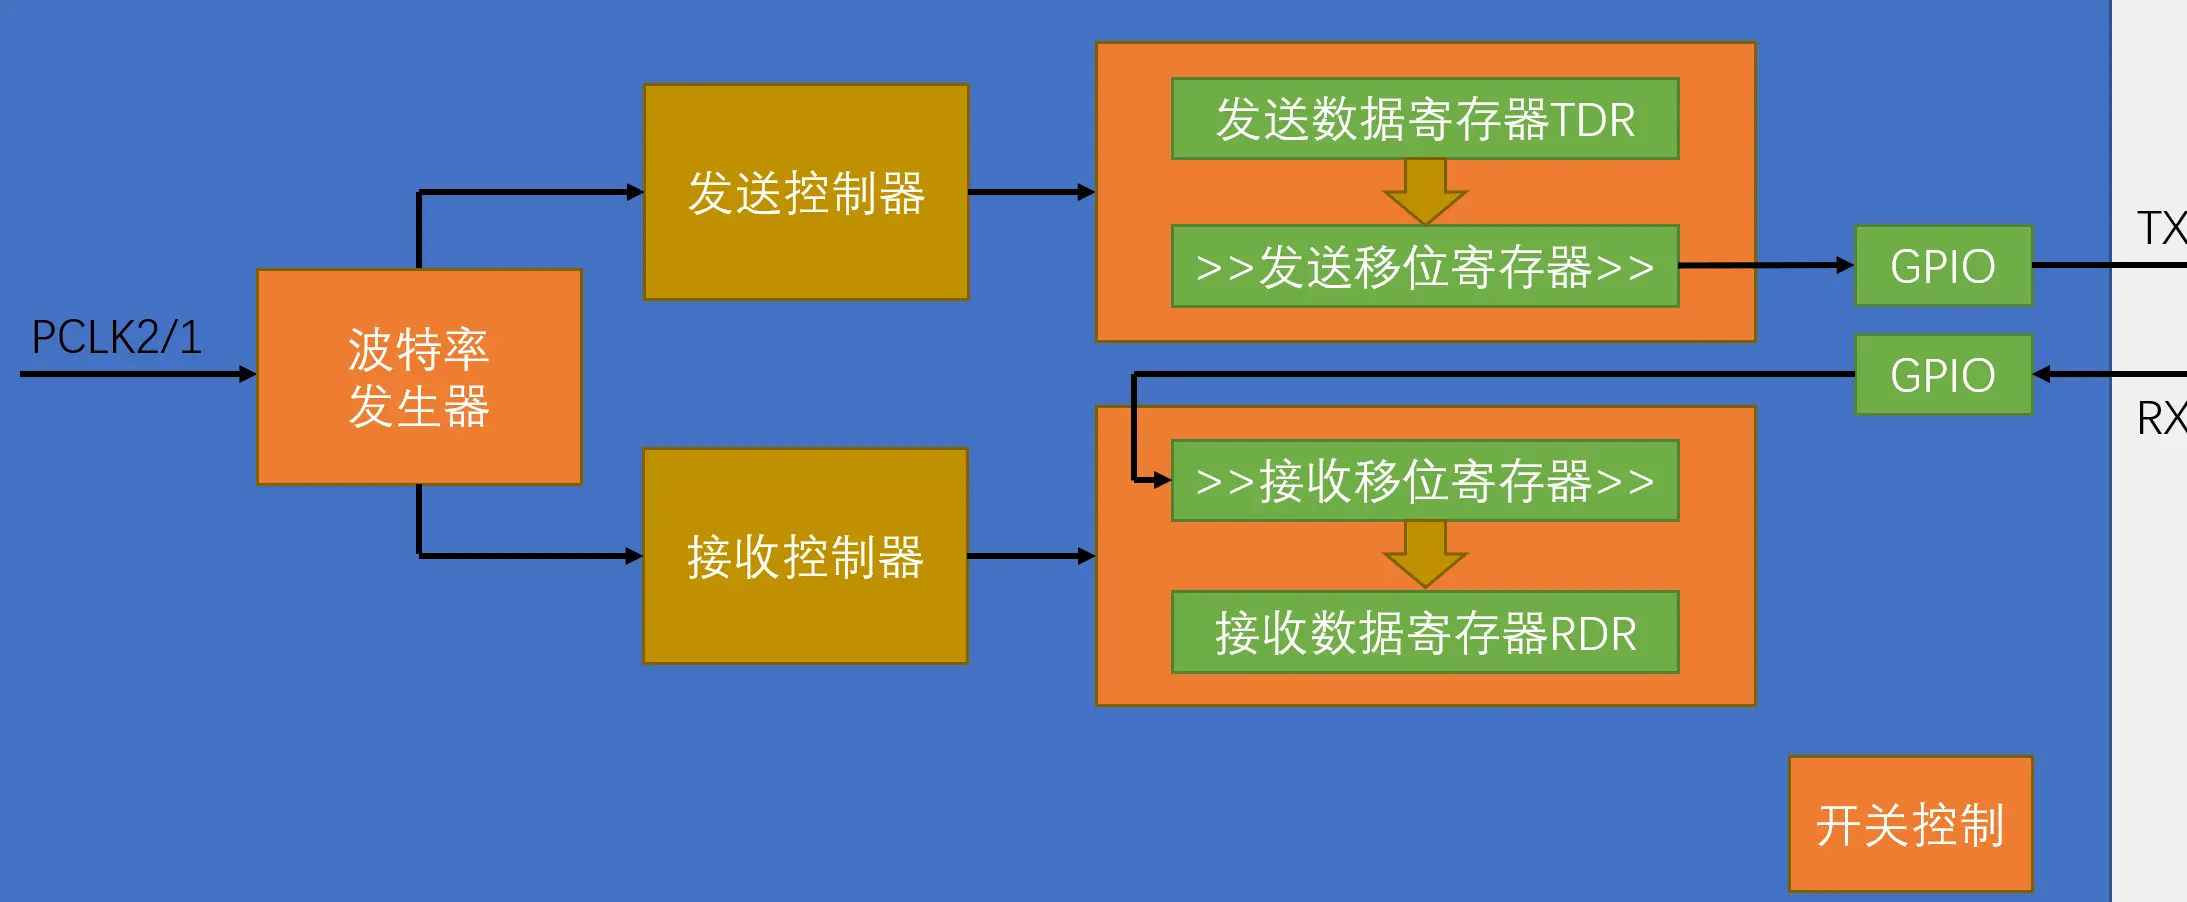 发送数据寄存器TDR
发送控制器
>>发送移位寄存器>>
GPIO
TX
PCLK2/1
波特率
发生器
GPIO
RX
>>接收移位寄存器>>
接收控制器
接收数据寄存器RDR
开关控制